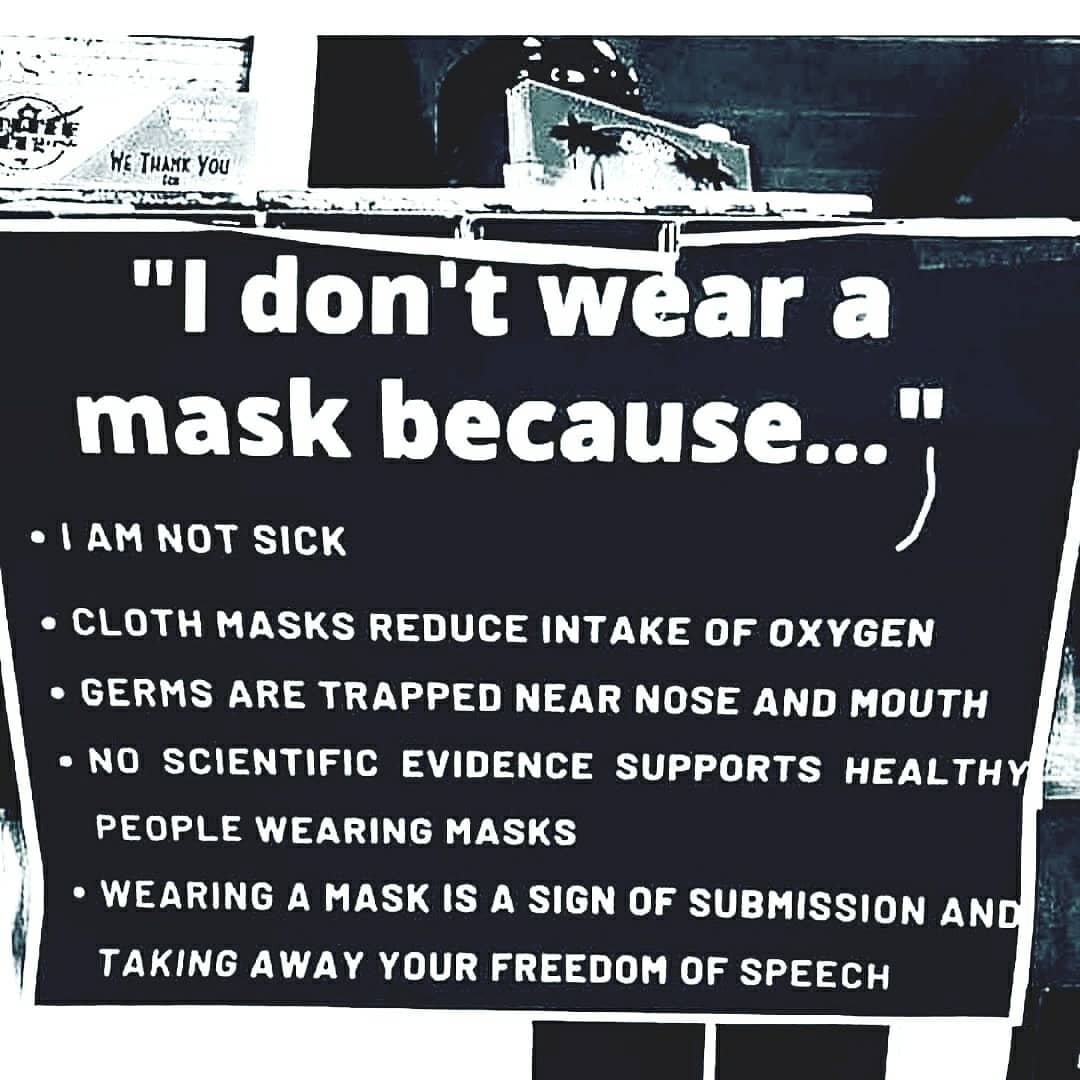 WE THANK YOU
FOR
"I don't wear a
mask because..."
• I AM NOT SICK
• CLOTH MASKS REDUCE INTAKE OF OXYGEN
• GERMS ARE TRAPPED NEAR NOSE AND MOUTH
• NO SCIENTIFIC EVIDENCE SUPPORTS HEALTHY
PEOPLE WEARING MASKS
• WEARING A MASK IS A SIGN OF SUBMISSION AND
TAKING AWAY YOUR FREEDOM OF SPEECH